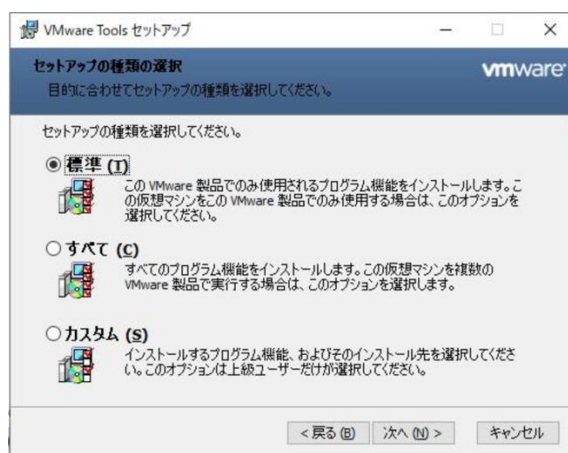 VMware Tools セットアップ
セットアップの種類の選択
vmware
目的に合わせてセットアップの種類を選択してください。
セットアップの種類を選択してください。
標準 (T)
この VMware 製品でのみ使用されるプログラム機能をインストールします。こ
の仮想マシンをこの VMware 製品でのみ使用する場合は、このオプションを
選択してください。
すべて (C)
すべてのプログラム機能をインストールします。この仮想マシンを複数の
VMware 製品で実行する場合は、このオプションを選択します。
カスタム (S)
インストールするプログラム機能、およびそのインストール先を選択してくださ
い。このオプションは上級ユーザーだけが選択してください。
< 戻る (B) 次へ (N) > キャンセル